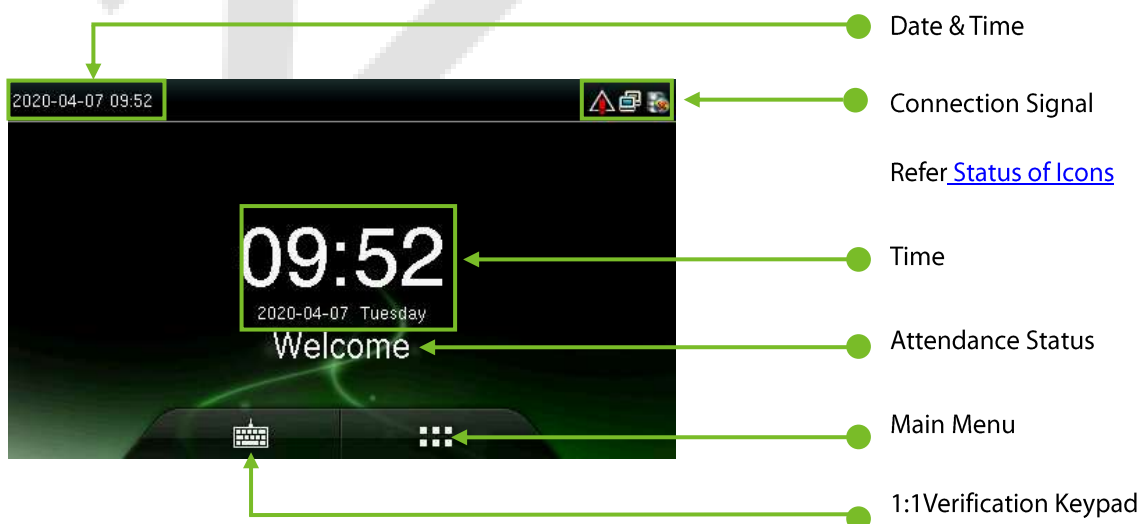 Date & Time
2020-04-07 09:52
Connection Signal
Refer Status of Icons
09:52
Time
2020-04-07 Tuesday
Welcome
Attendance Status
Main Menu
1:1Verification Keypad